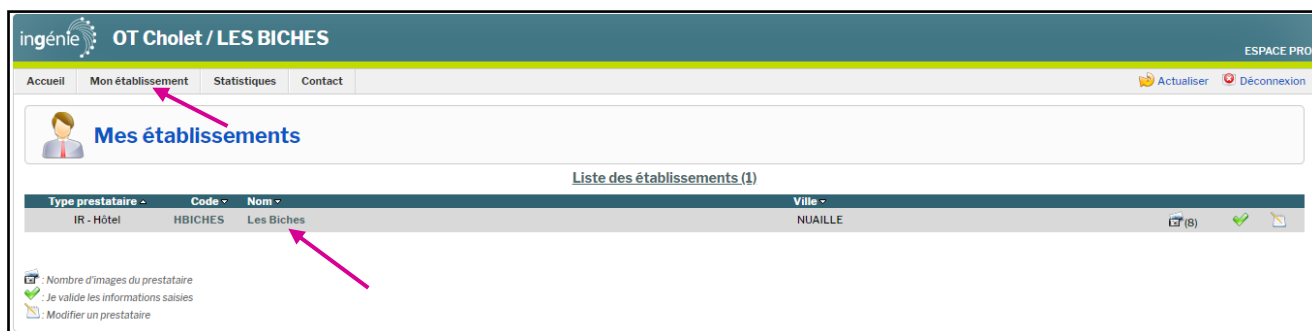 ingénie OT Cholet / LES BICHES
ESPACE PRO
Accueil Mon établissement Statistiques Contact Actualiser Déconnexion
Mes établissements
Liste des établissements (1)
Type prestataire Code Nom Ville
IR - Hôtel HBICHES Les Biches NUAILLE (8)
: Nombre d'images du prestataire
: Je valide les informations saisies
: Modifier un prestataire